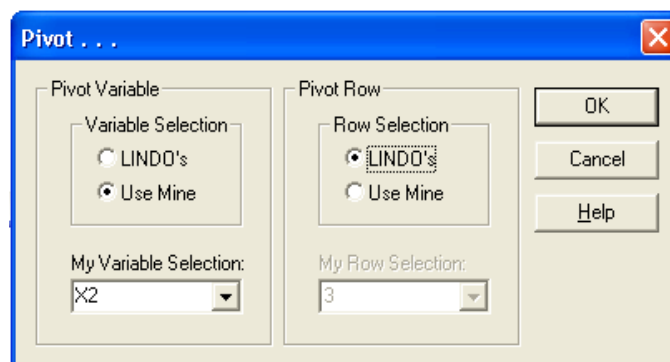 Pivot . . .
Pivot Variable
Variable Selection
LINDO's
Use Mine
My Variable Selection:
X2
Pivot Row
Row Selection
LINDO's
Use Mine
My Row Selection:
3
OK
Cancel
Help